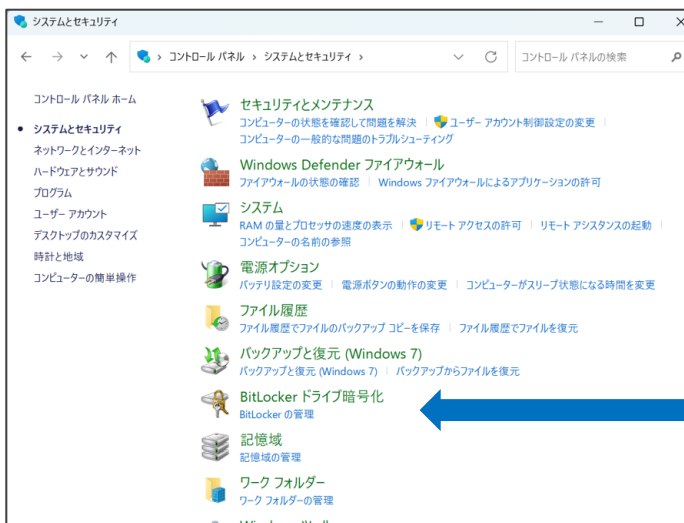 システムとセキュリティ
コントロール パネル › システムとセキュリティ ›
コントロール パネルの検索
コントロール パネル ホーム
システムとセキュリティ
ネットワークとインターネット
ハードウェアとサウンド
プログラム
ユーザー アカウント
デスクトップのカスタマイズ
時計と地域
コンピューターの簡単操作
セキュリティとメンテナンス
コンピューターの状態を確認して問題を解決 | ユーザー アカウント制御設定の変更 |
コンピューターの一般的な問題のトラブルシューティング
Windows Defender ファイアウォール
ファイアウォールの状態の確認 | Windows ファイアウォールによるアプリケーションの許可
システム
RAM の量とプロセッサの速度の表示 | リモート アクセスの許可 | リモート アシスタンスの起動 |
コンピューターの名前の参照
電源オプション
バッテリ設定の変更 | 電源ボタンの動作の変更 | コンピューターがスリープ状態になる時間を変更
ファイル履歴
ファイル履歴でファイルのバックアップ コピーを保存 | ファイル履歴でファイルを復元
バックアップと復元 (Windows 7)
バックアップと復元 (Windows 7) | バックアップからファイルを復元
BitLocker ドライブ暗号化
BitLocker の管理
記憶域
記憶域の管理
ワーク フォルダー
ワーク フォルダーの管理